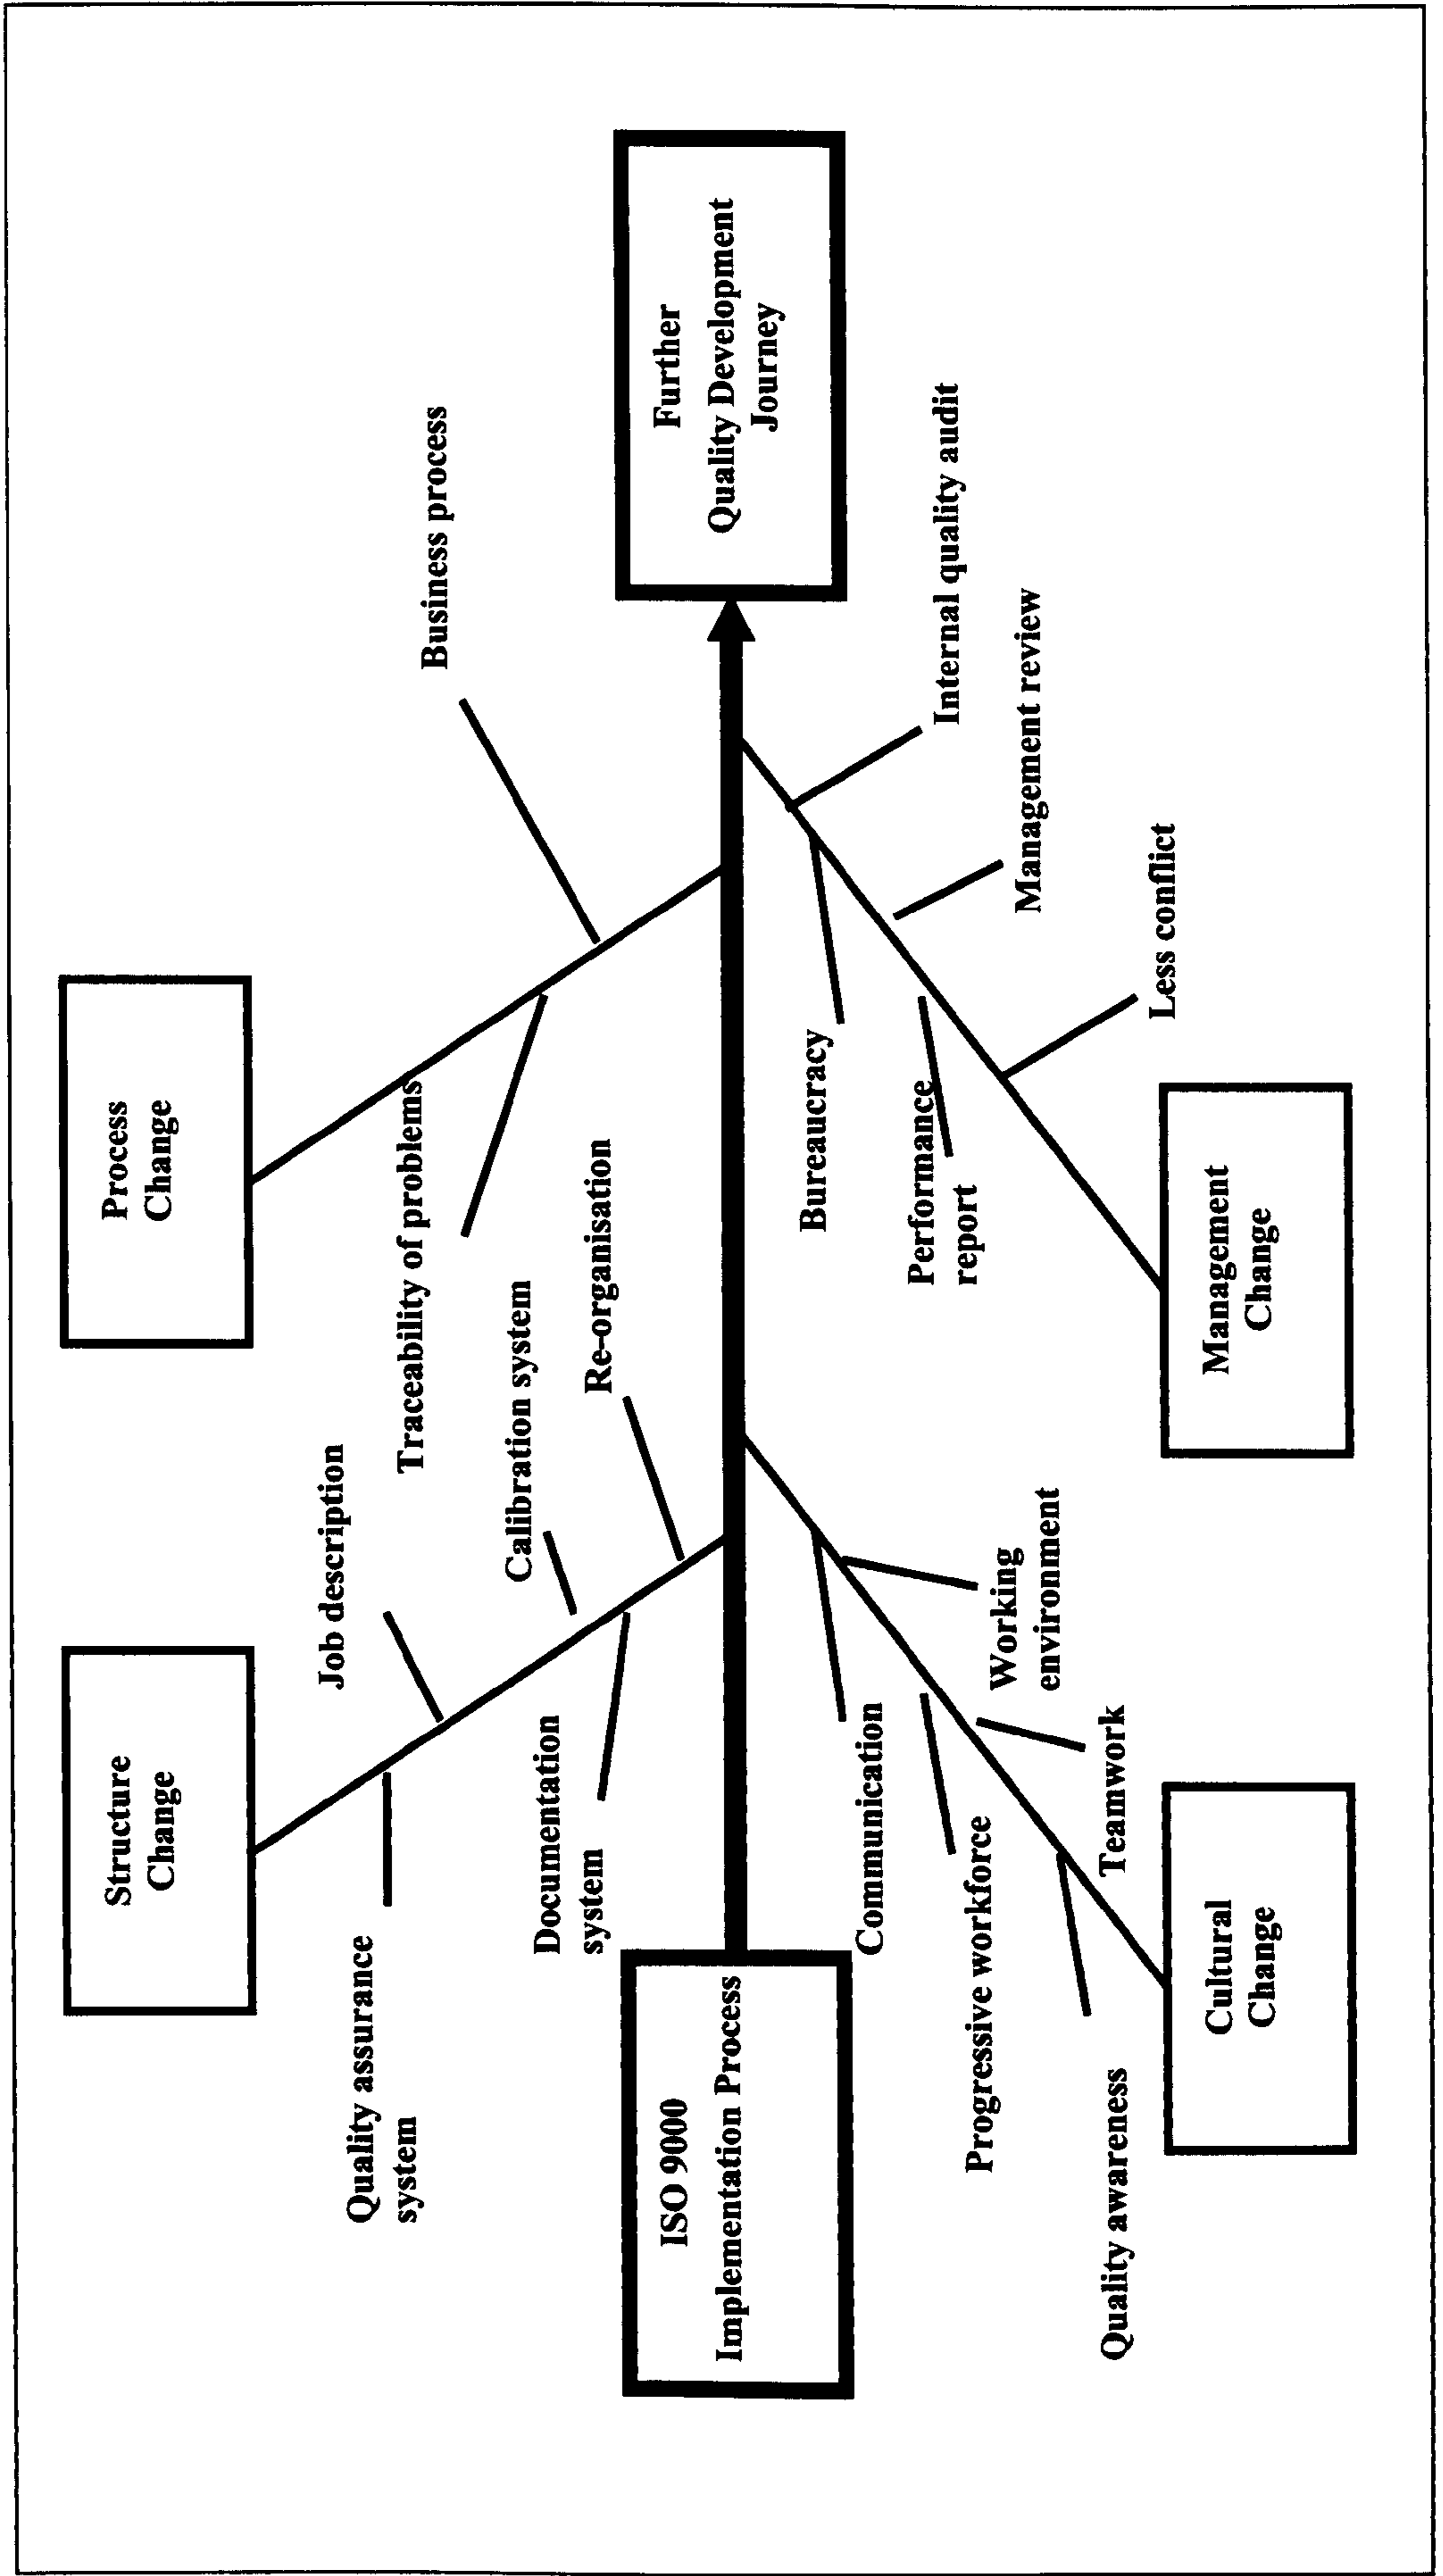 Structure
Change
Process
Change
Quality assurance
system
Job description
Traceability of problems
Business process
Documentation
system
Calibration system
Re-organisation
ISO 9000
Implementation Process
Further
Quality Development
Journey
Communication
Bureaucracy
Internal quality audit
Progressive workforce
Working
environment
Performance
report
Management review
Quality awareness
Teamwork
Less conflict
Cultural
Change
Management
Change